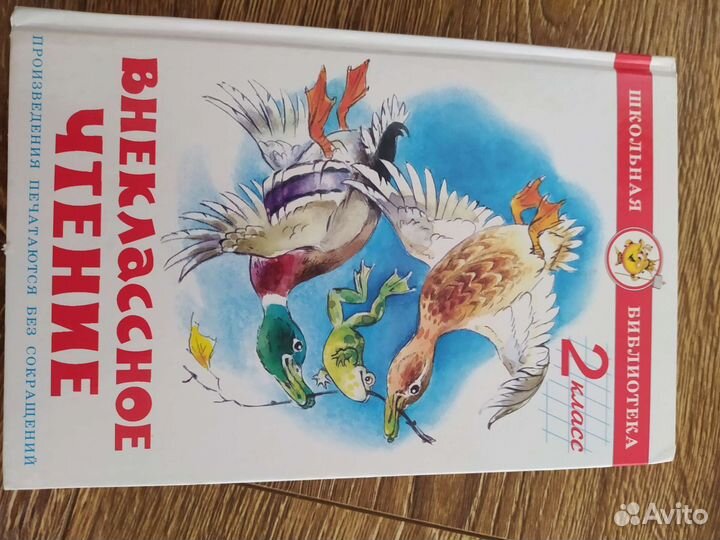 ШКОЛЬНАЯ БИБЛИОТЕКА
2 класс
ВНЕКЛАССНОЕ
ЧТЕНИЕ
ПРОИЗВЕДЕНИЯ ПЕЧАТАЮТСЯ БЕЗ СОКРАЩЕНИЙ
Avito